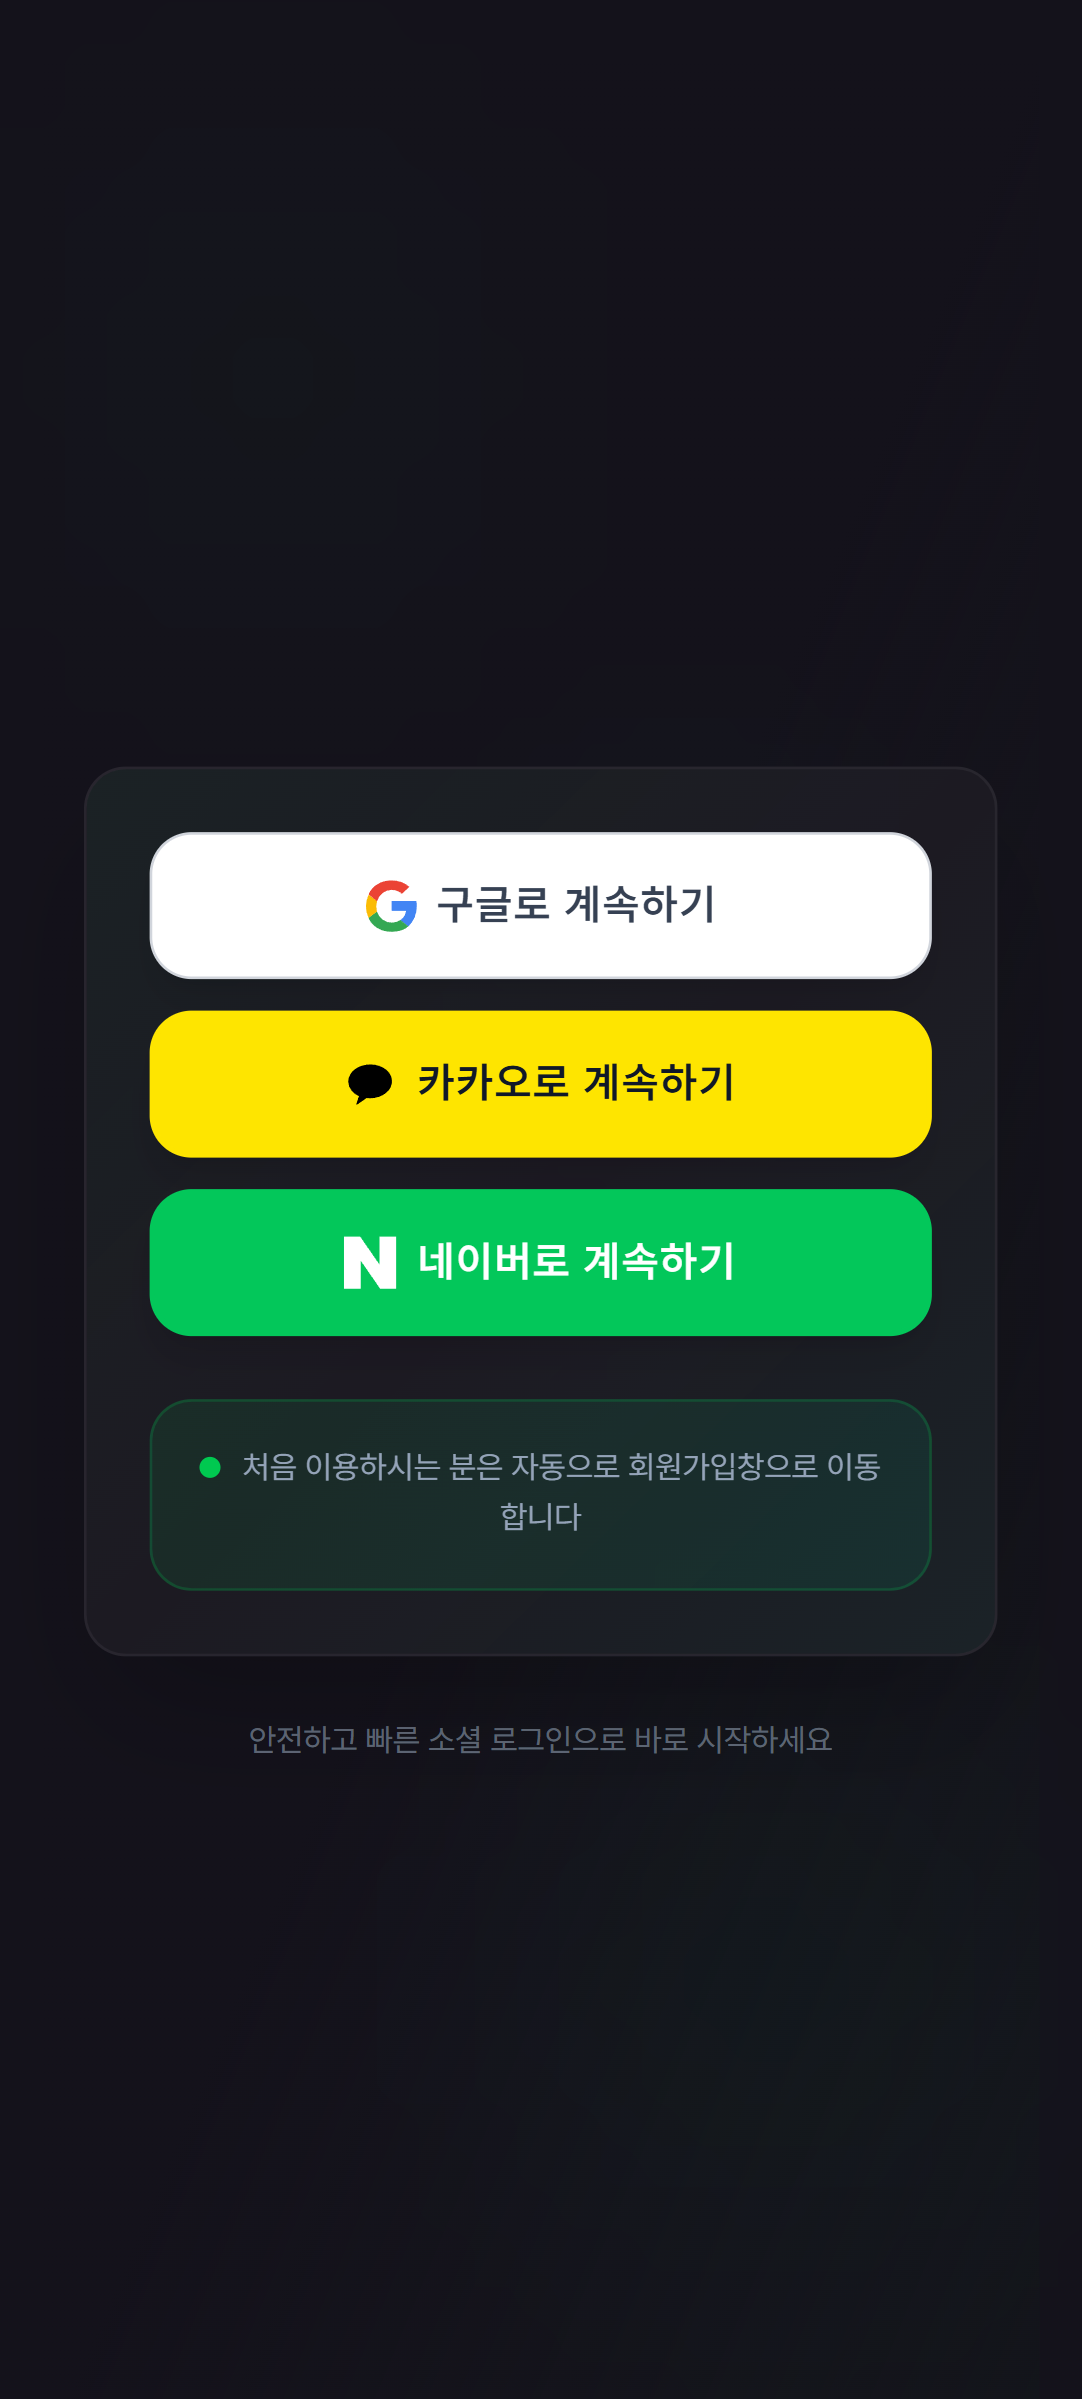 구글로 계속하기
카카오로 계속하기
N 네이버로 계속하기
处음 이용하시는 분은 자동으로 회원가입창으로 이동
합니다
안전하고 빠른 소셜 로그인으로 바로 시작하세요